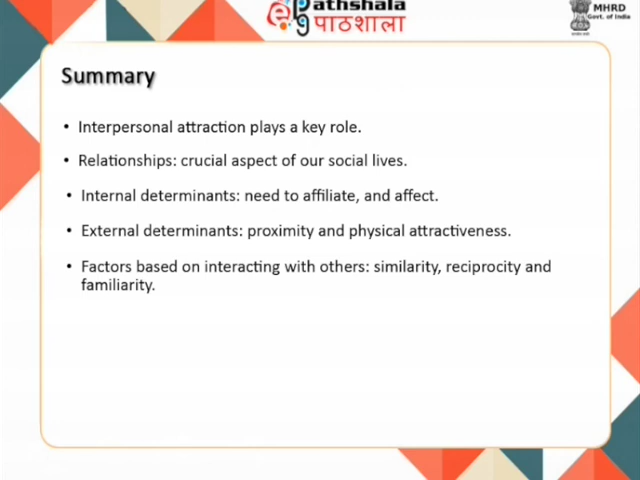 ePathshala
पाठशाला
MHRD
Govt. of India
Summary
• Interpersonal attraction plays a key role.
• Relationships: crucial aspect of our social lives.
• Internal determinants: need to affiliate, and affect.
• External determinants: proximity and physical attractiveness.
• Factors based on interacting with others: similarity, reciprocity and
familiarity.